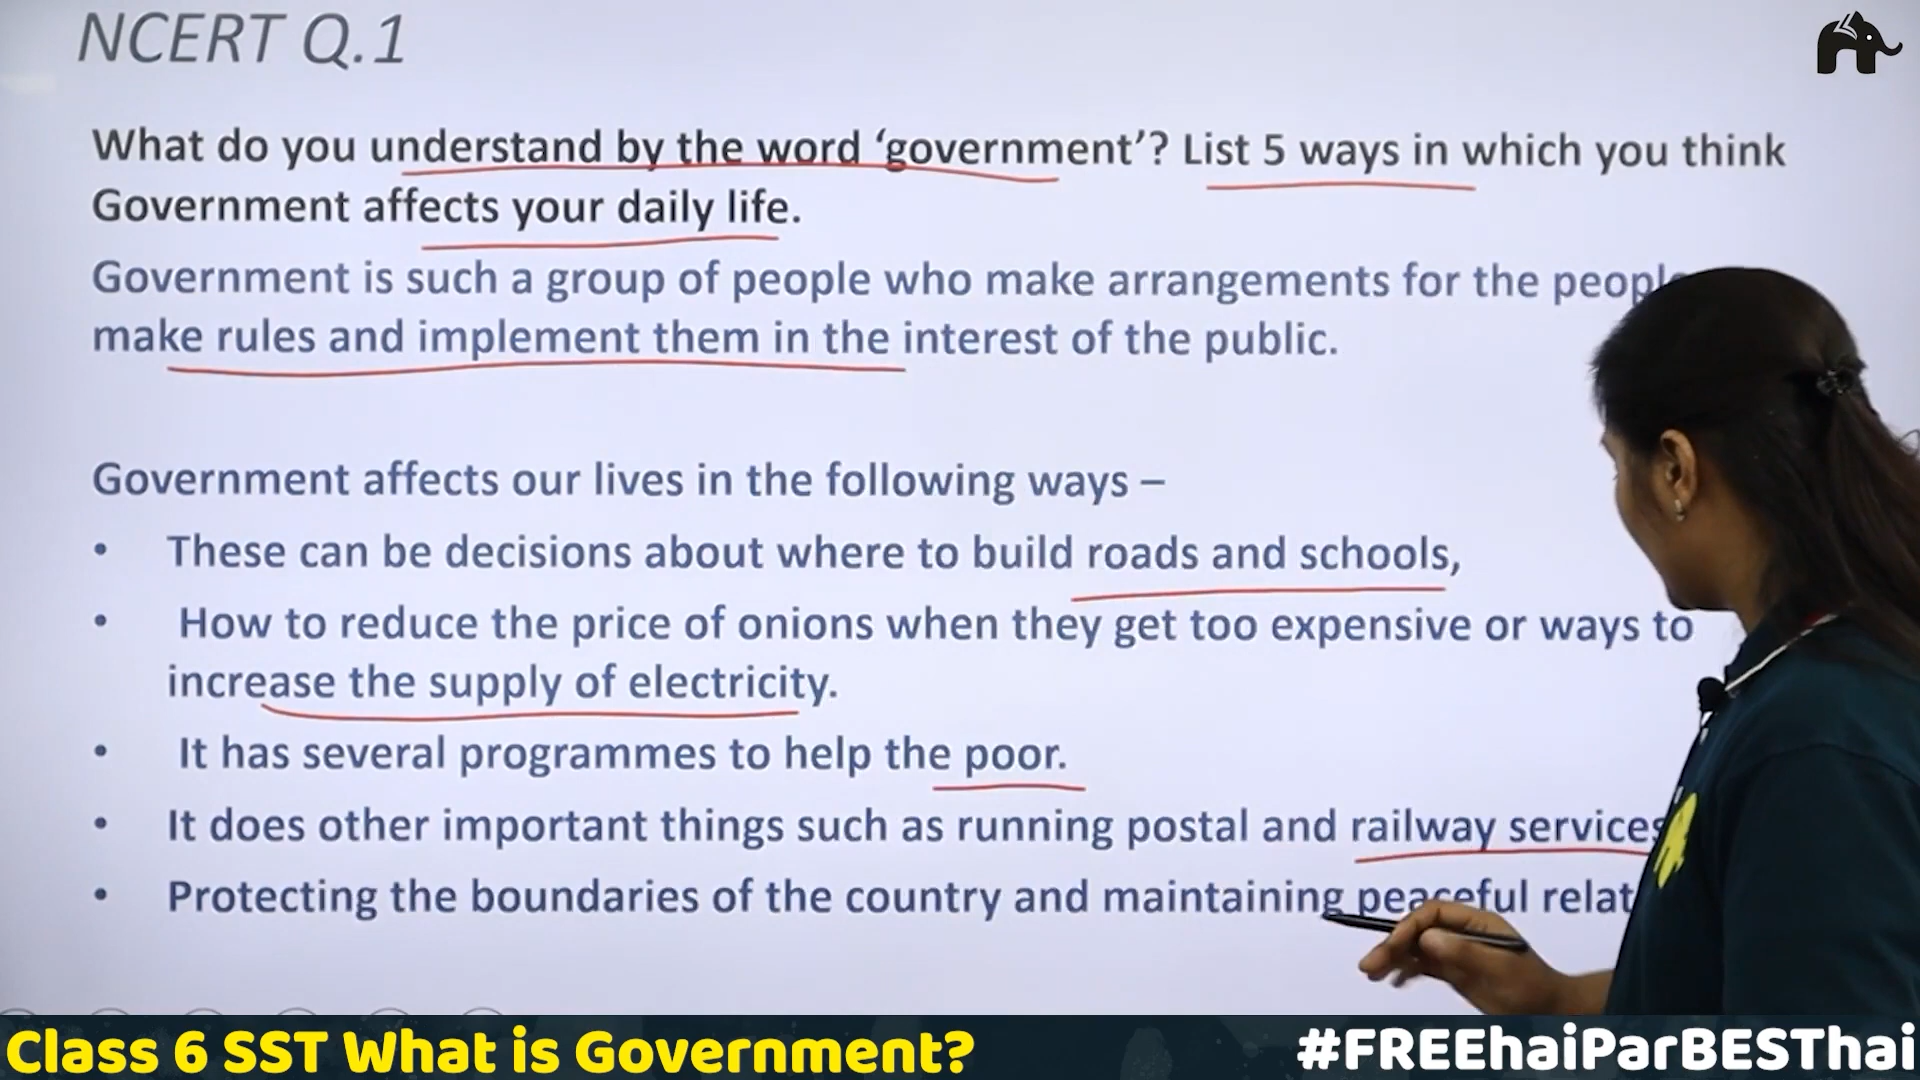 NCERT Q.1
What do you understand by the word ‘government’? List 5 ways in which you think
Government affects your daily life.
Government is such a group of people who make arrangements for the
make rules and implement them in the interest of the public.
Government affects our lives in the following ways –
• These can be decisions about where to build roads and schools,
• How to reduce the price of onions when they get too expensive or ways to
increase the supply of electricity.
• It has several programmes to help the poor.
• It does other important things such as running postal and railway services
• Protecting the boundaries of the country and maintaining peaceful
Class 6 SST What is Government?
#FREEhaiParBESThai